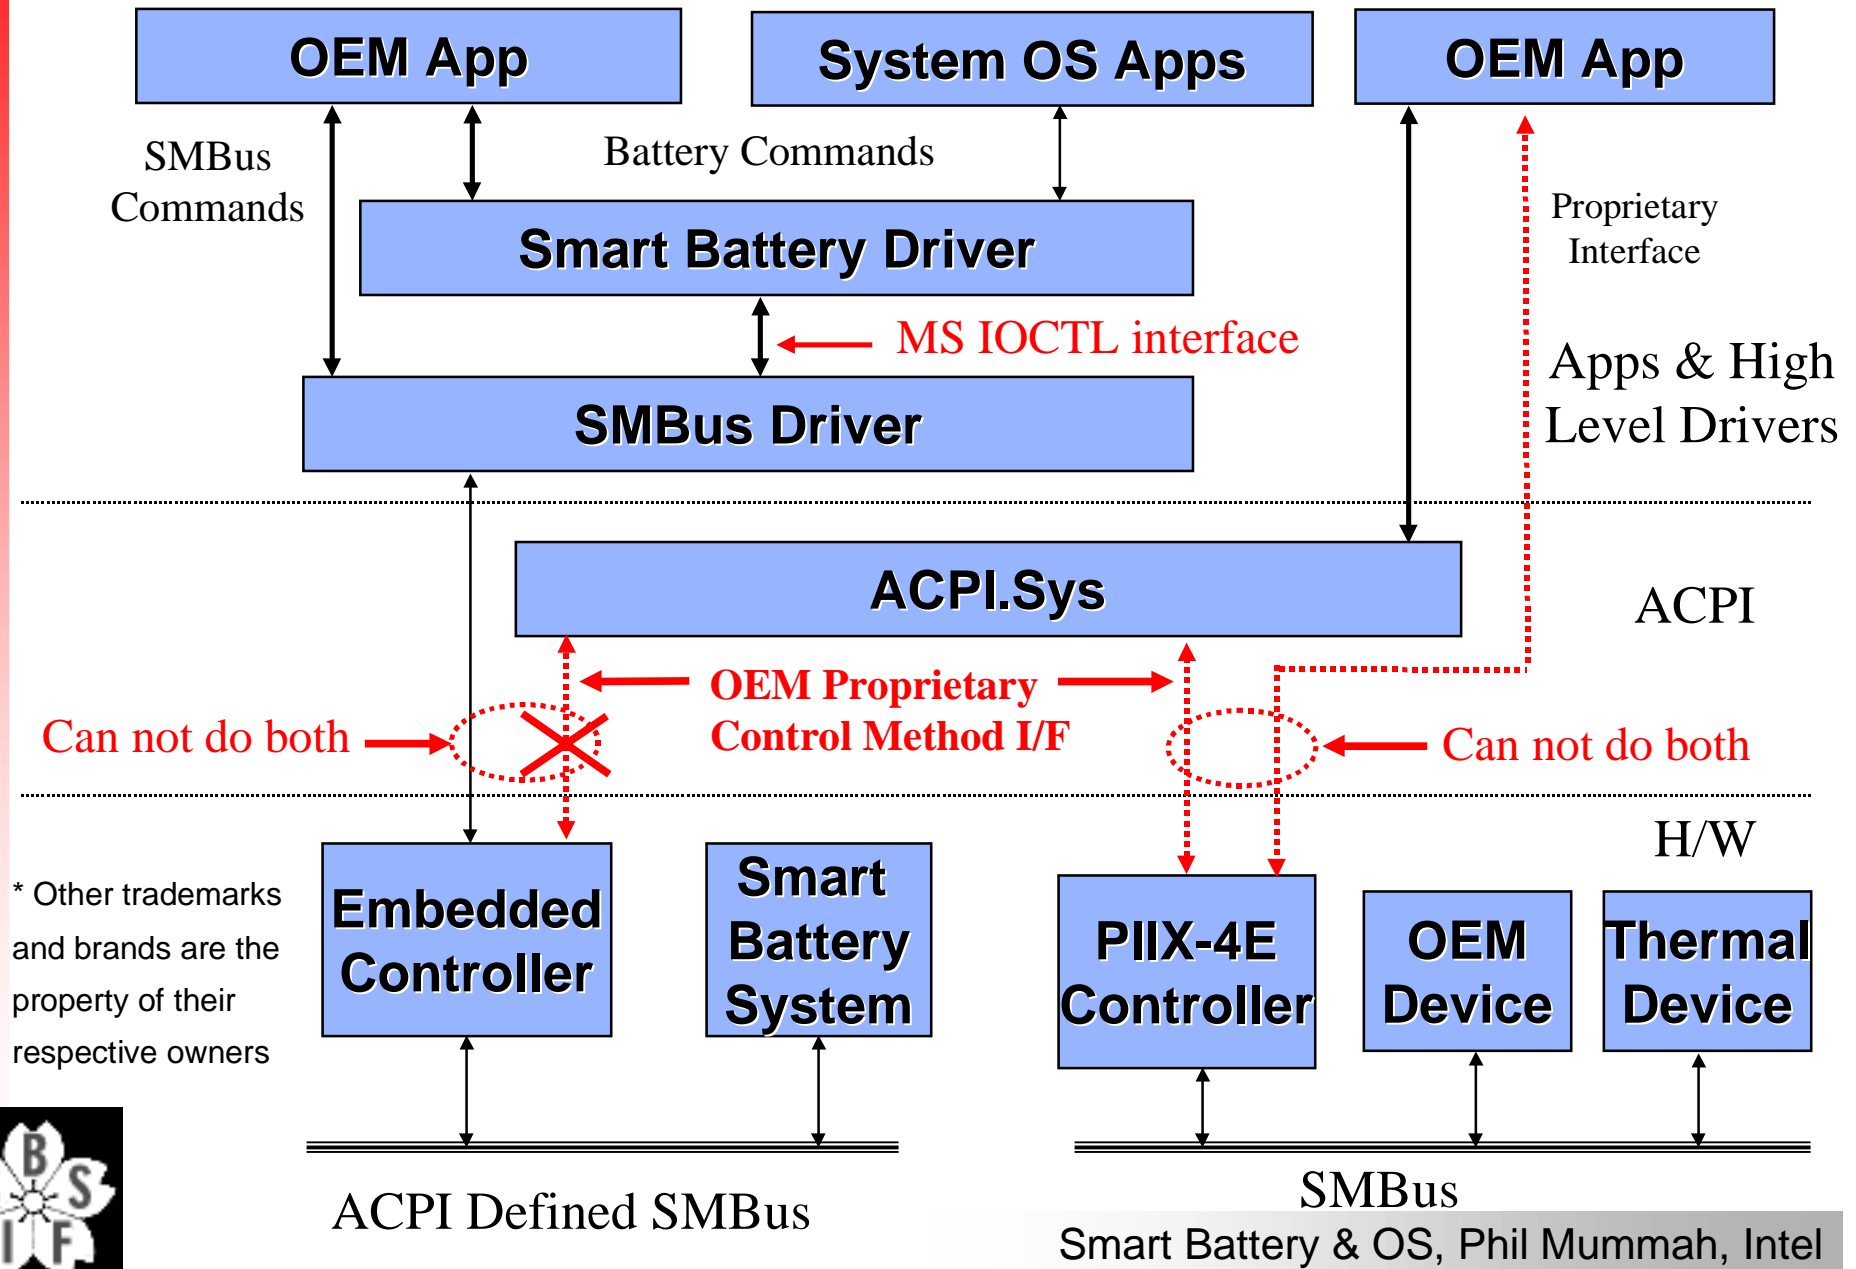 OEM App
System OS Apps
OEM App
SMBus
Commands
Battery Commands
Proprietary
Interface
Smart Battery Driver
MS IOCTL interface
Apps & High
Level Drivers
SMBus Driver
ACPI.Sys
ACPI
OEM Proprietary
Control Method I/F
Can not do both
Can not do both
H/W
* Other trademarks
and brands are the
property of their
respective owners
Embedded
Controller
Smart
Battery
System
PIIX-4E
Controller
OEM
Device
Thermal
Device
ACPI Defined SMBus
SMBus
B
S
I F
Smart Battery & OS, Phil Mummah, Intel